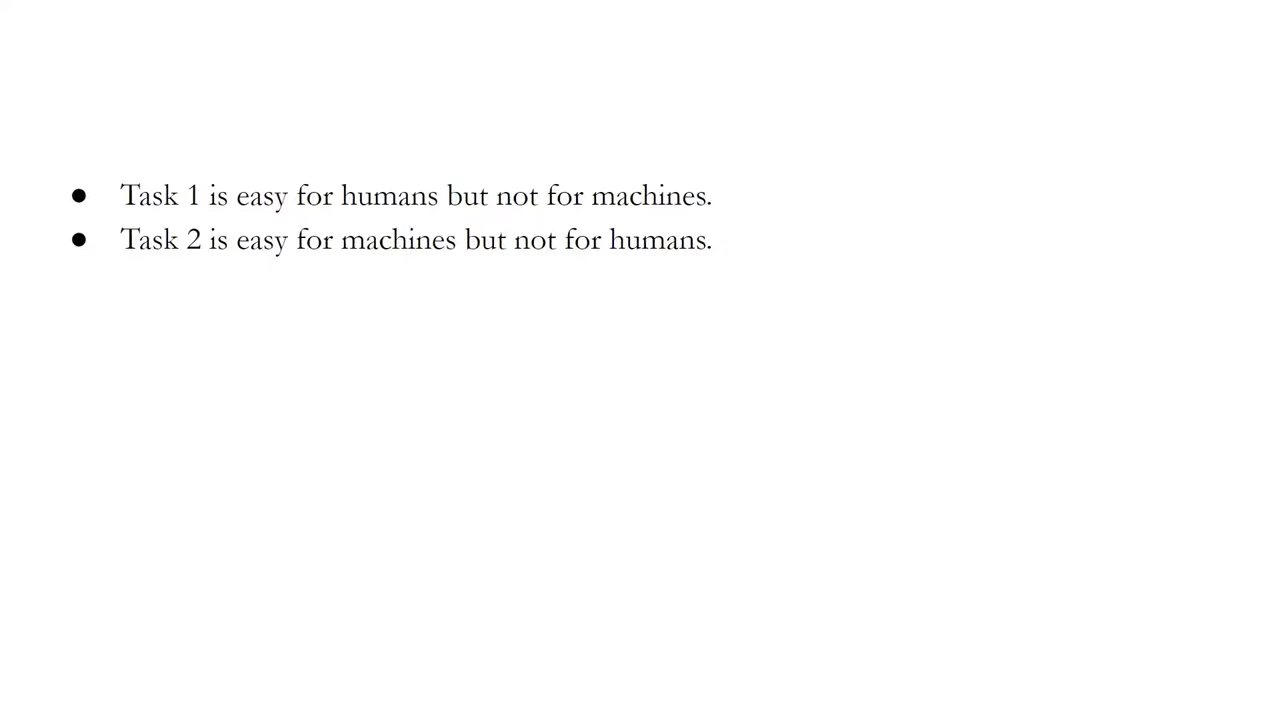 ● Task 1 is easy for humans but not for machines.
● Task 2 is easy for machines but not for humans.